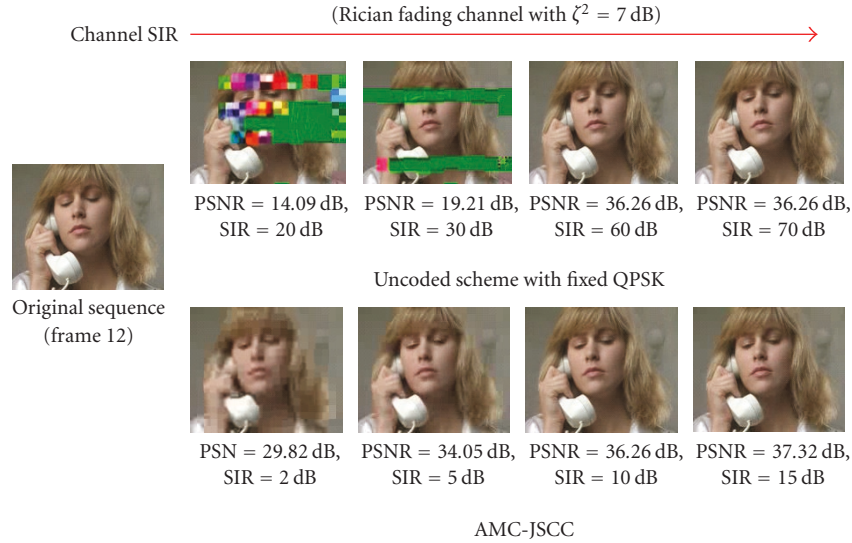 (Rician fading channel with ζ² = 7 dB)
Channel SIR
PSNR = 14.09 dB,
SIR = 20 dB
PSNR = 19.21 dB,
SIR = 30 dB
PSNR = 36.26 dB,
SIR = 60 dB
PSNR = 36.26 dB,
SIR = 70 dB
Original sequence
(frame 12)
Uncoded scheme with fixed QPSK
PSN = 29.82 dB,
SIR = 2 dB
PSNR = 34.05 dB,
SIR = 5 dB
PSNR = 36.26 dB,
SIR = 10 dB
PSNR = 37.32 dB,
SIR = 15 dB
AMC-JSCC